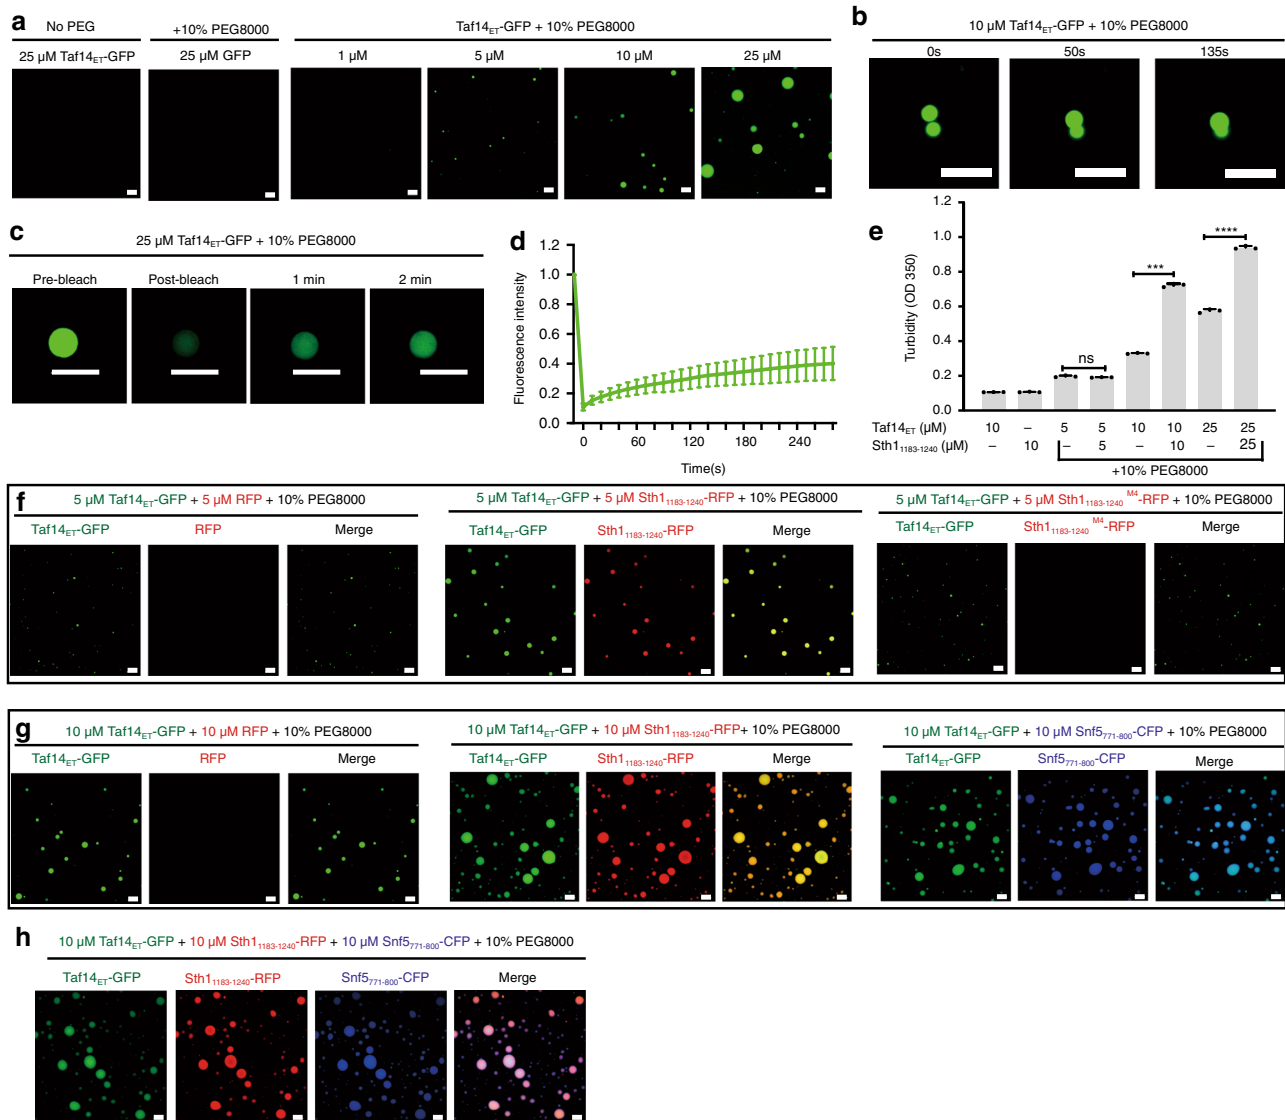 a
No PEG
+10% PEG8000
Taf14ET-GFP + 10% PEG8000
25 µM Taf14ET-GFP
25 µM GFP
1 µM
5 µM
10 µM
25 µM
b
10 µM Taf14ET-GFP + 10% PEG8000
0s
50s
135s
c
25 µM Taf14ET-GFP + 10% PEG8000
Pre-bleach
Post-bleach
1 min
2 min
d
Fluorescence intensity
1.2
1.0
0.8
0.6
0.4
0.2
0.0
0
60
120
180
240
Time(s)
e
Turbidity (OD 350)
1.2
1.0
0.8
0.6
0.4
0.2
0.0
ns
***
****
Taf14ET (µM) 10 – 5 5 10 10 25 25
Sth11183-1240 (µM) – 10 – 5 – 10 – 25
+10% PEG8000
f
5 µM Taf14ET-GFP + 5 µM RFP + 10% PEG8000
Taf14ET-GFP
RFP
Merge
5 µM Taf14ET-GFP + 5 µM Sth11183-1240-RFP + 10% PEG8000
Taf14ET-GFP
Sth11183-1240-RFP
Merge
5 µM Taf14ET-GFP + 5 µM Sth11183-1240 M4-RFP + 10% PEG8000
Taf14ET-GFP
Sth11183-1240 M4-RFP
Merge
g
10 µM Taf14ET-GFP + 10 µM RFP + 10% PEG8000
Taf14ET-GFP
RFP
Merge
10 µM Taf14ET-GFP + 10 µM Sth11183-1240-RFP+ 10% PEG8000
Taf14ET-GFP
Sth11183-1240-RFP
Merge
10 µM Taf14ET-GFP + 10 µM Snf5771-800-CFP + 10% PEG8000
Taf14ET-GFP
Snf5771-800-CFP
Merge
h
10 µM Taf14ET-GFP + 10 µM Sth11183-1240-RFP + 10 µM Snf5771-800-CFP + 10% PEG8000
Taf14ET-GFP
Sth11183-1240-RFP
Snf5771-800-CFP
Merge